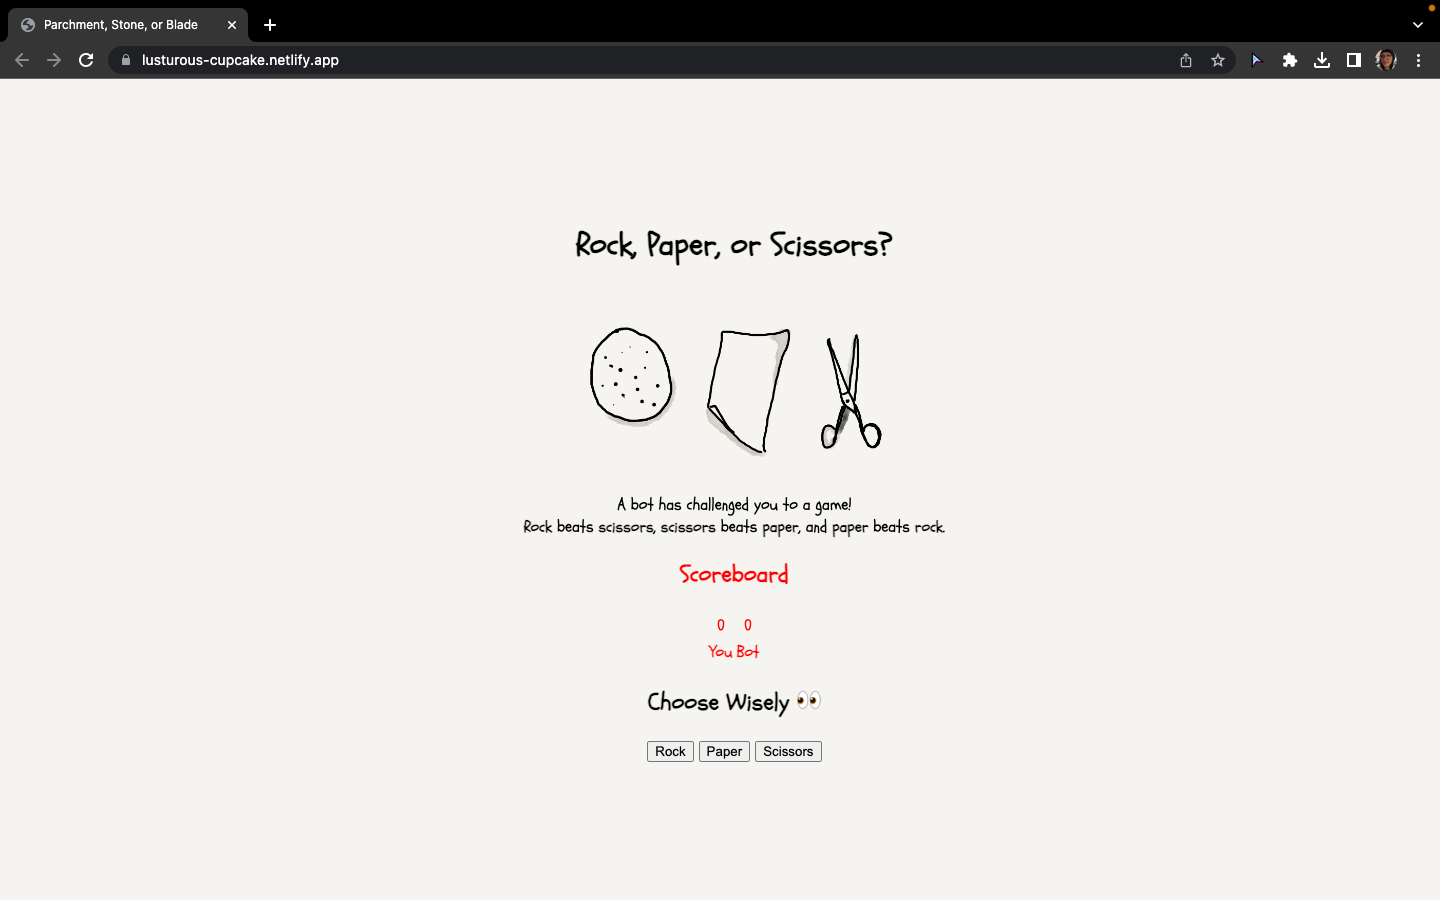 Parchment, Stone, or Blade
lusturous-cupcake.netlify.app
Rock, Paper, or Scissors?
A bot has challenged you to a game!
Rock beats scissors, scissors beats paper, and paper beats rock.
Scoreboard
0 0
You Bot
Choose Wisely 👀
Rock Paper Scissors